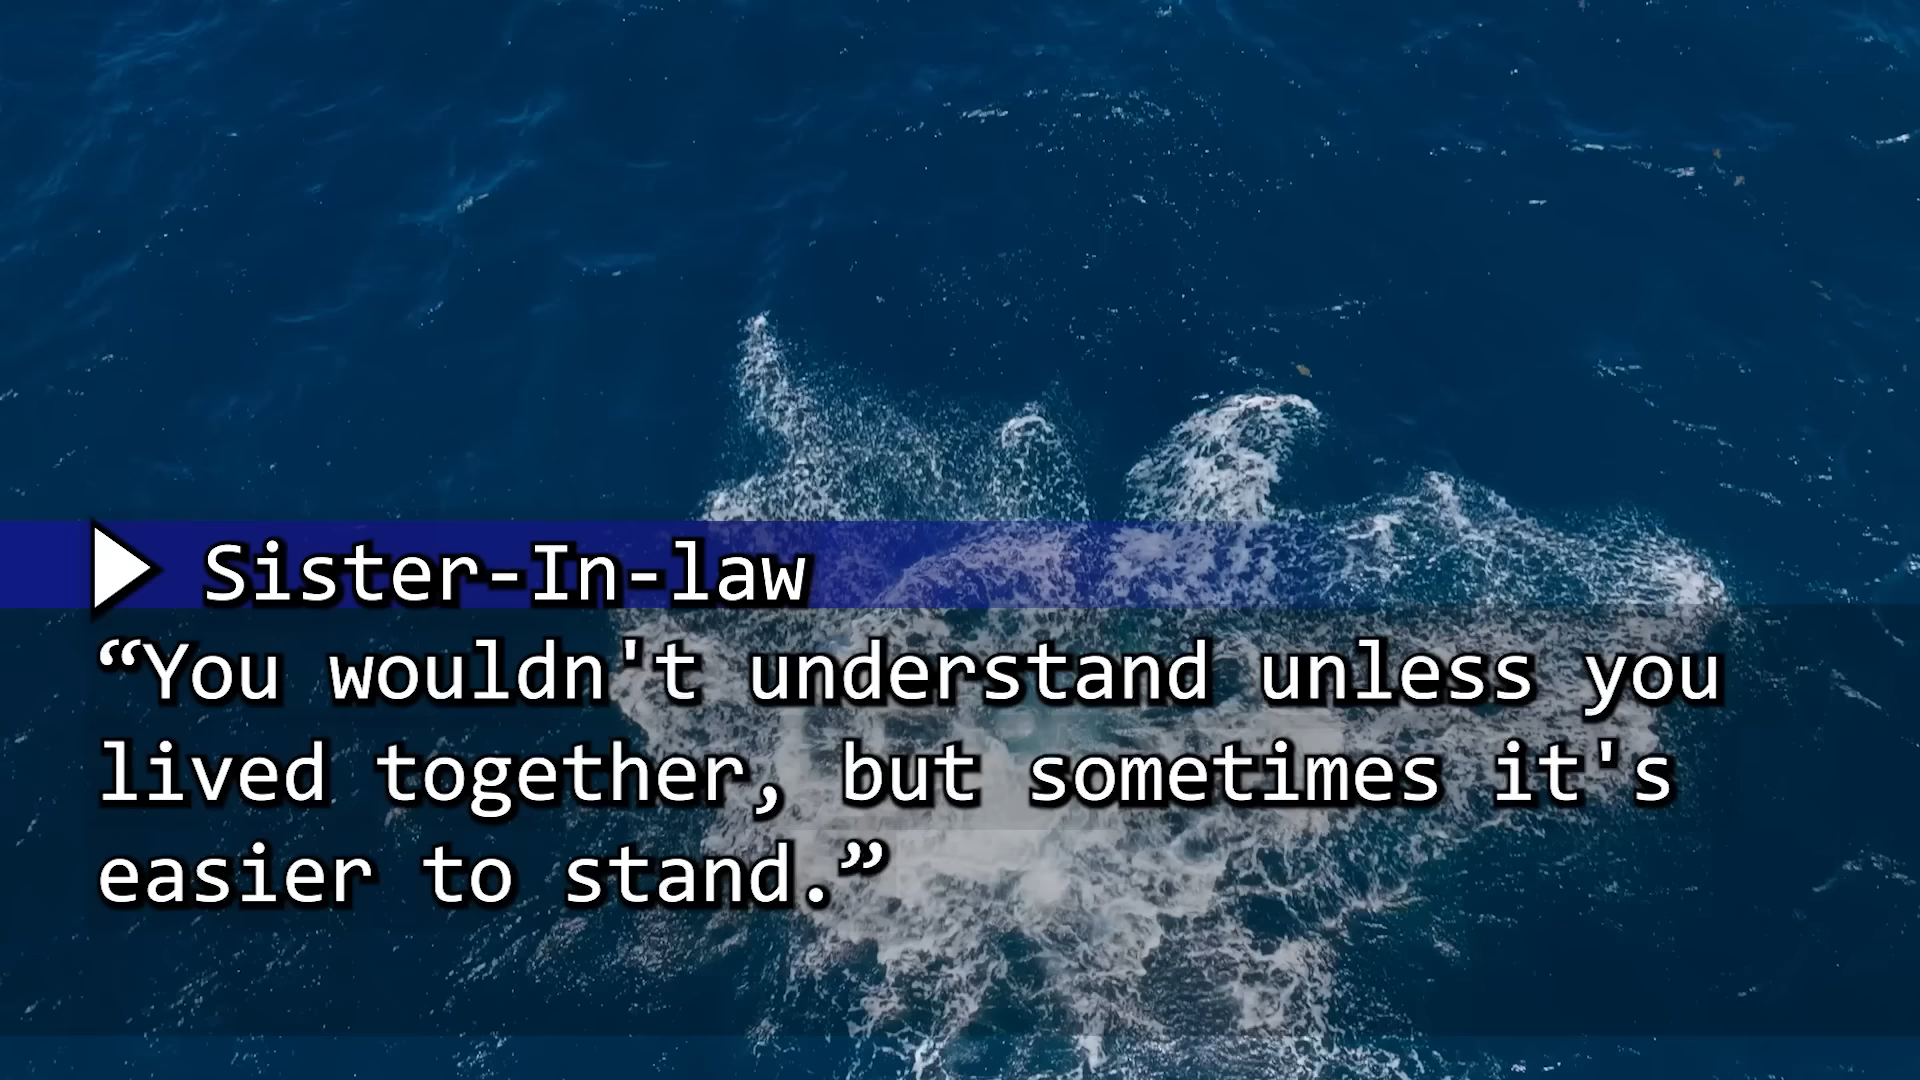 Sister-In-law
“You wouldn't understand unless you
lived together, but sometimes it's
easier to stand.”